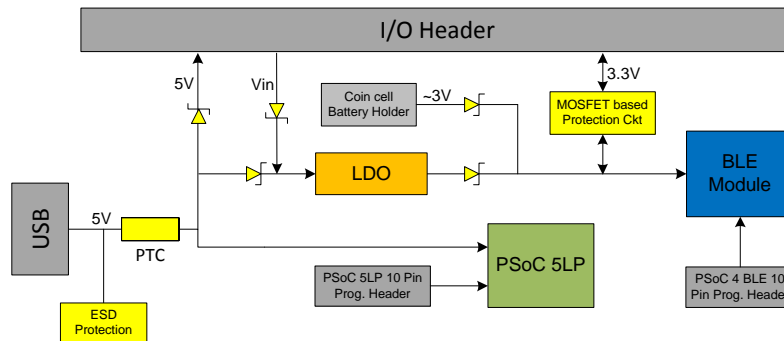 I/O Header
5V
Vin
3.3V
Coin cell
Battery Holder
~3V
MOSFET based
Protection Ckt
LDO
BLE
Module
USB
5V
PTC
PSoC 5LP
PSoC 5LP 10 Pin
Prog. Header
PSoC 4 BLE 10
Pin Prog. Header
ESD
Protection